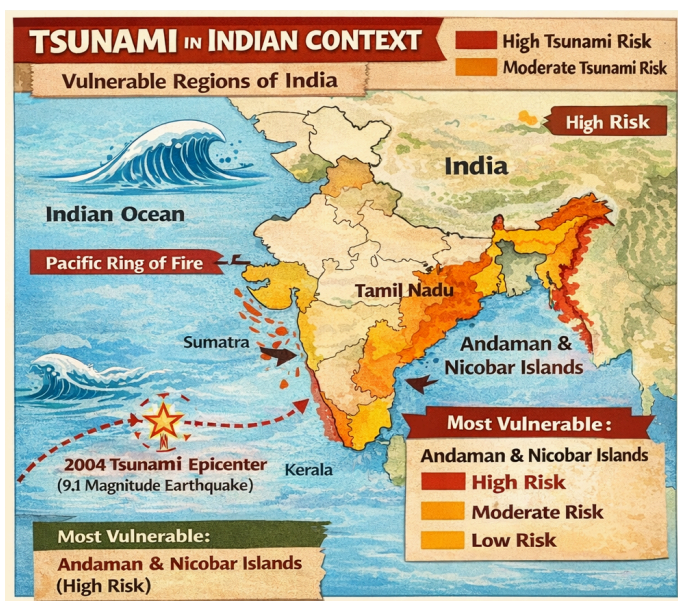 TSUNAMI IN INDIAN CONTEXT
Vulnerable Regions of India
High Tsunami Risk
Moderate Tsunami Risk
High Risk
India
Indian Ocean
Pacific Ring of Fire
Tamil Nadu
Sumatra
Andaman &
Nicobar Islands
2004 Tsunami Epicenter
(9.1 Magnitude Earthquake)
Kerala
Most Vulnerable:
Andaman & Nicobar Islands
High Risk
Moderate Risk
Low Risk
Most Vulnerable:
Andaman & Nicobar Islands
(High Risk)